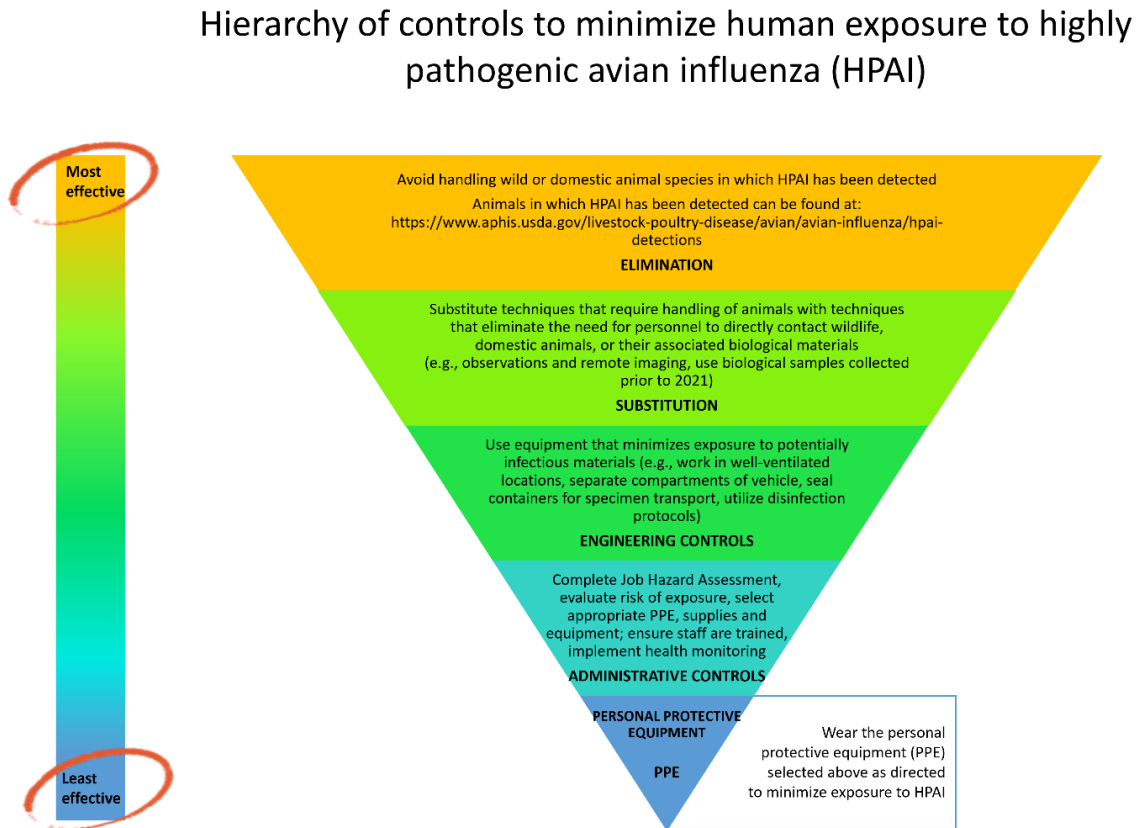 Hierarchy of controls to minimize human exposure to highly
pathogenic avian influenza (HPAI)
Most
effective
Avoid handling wild or domestic animal species in which HPAI has been detected
Animals in which HPAI has been detected can be found at:
https://www.aphis.usda.gov/livestock-poultry-disease/avian/avian-influenza/hpai-
detections
ELIMINATION
Substitute techniques that require handling of animals with techniques
that eliminate the need for personnel to directly contact wildlife,
domestic animals, or their associated biological materials
(e.g., observations and remote imaging, use biological samples collected
prior to 2021)
SUBSTITUTION
Use equipment that minimizes exposure to potentially
infectious materials (e.g., work in well-ventilated
locations, separate compartments of vehicle, seal
containers for specimen transport, utilize disinfection
protocols)
ENGINEERING CONTROLS
Complete Job Hazard Assessment,
evaluate risk of exposure, select
appropriate PPE, supplies and
equipment; ensure staff are trained,
implement health monitoring
ADMINISTRATIVE CONTROLS
PERSONAL PROTECTIVE
EQUIPMENT
PPE
Wear the personal
protective equipment (PPE)
selected above as directed
to minimize exposure to HPAI
Least
effective